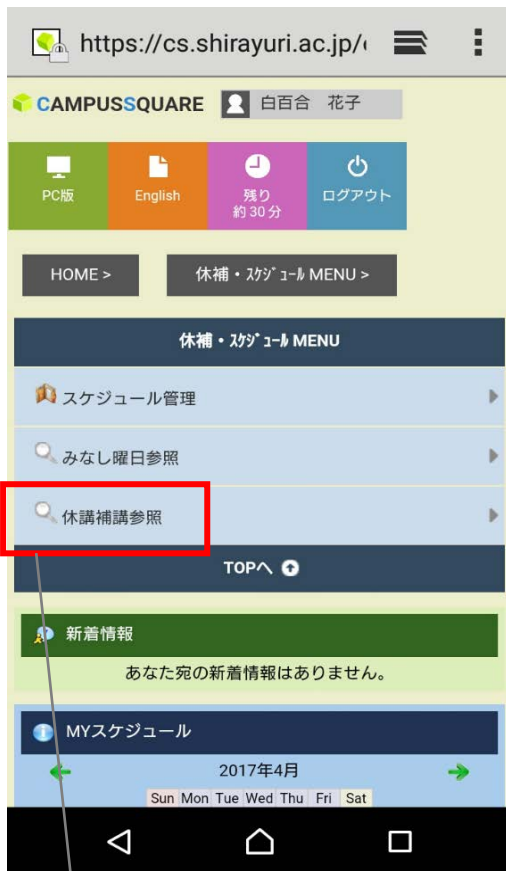 https://cs.shirayuri.ac.jp/
CAMPUSSQUARE 白百合 花子
PC版 English 残り 約30分 ログアウト
HOME > 休補・ｽｹｼﾞｭｰﾙ MENU >
休補・ｽｹｼﾞｭｰﾙ MENU
スケジュール管理
みなし曜日参照
休講補講参照
TOPへ
新着情報
あなた宛の新着情報はありません。
MYスケジュール
2017年4月
Sun Mon Tue Wed Thu Fri Sat